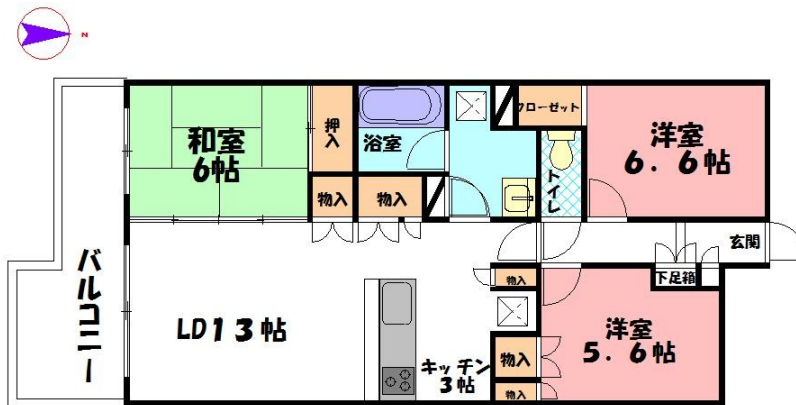 N
和室
6帖
押入
浴室
クローゼット
洋室
6.6帖
トイレ
物入
物入
玄関
下足箱
バルコニー
LD13帖
物入
キッチン
3帖
物入
物入
洋室
5.6帖